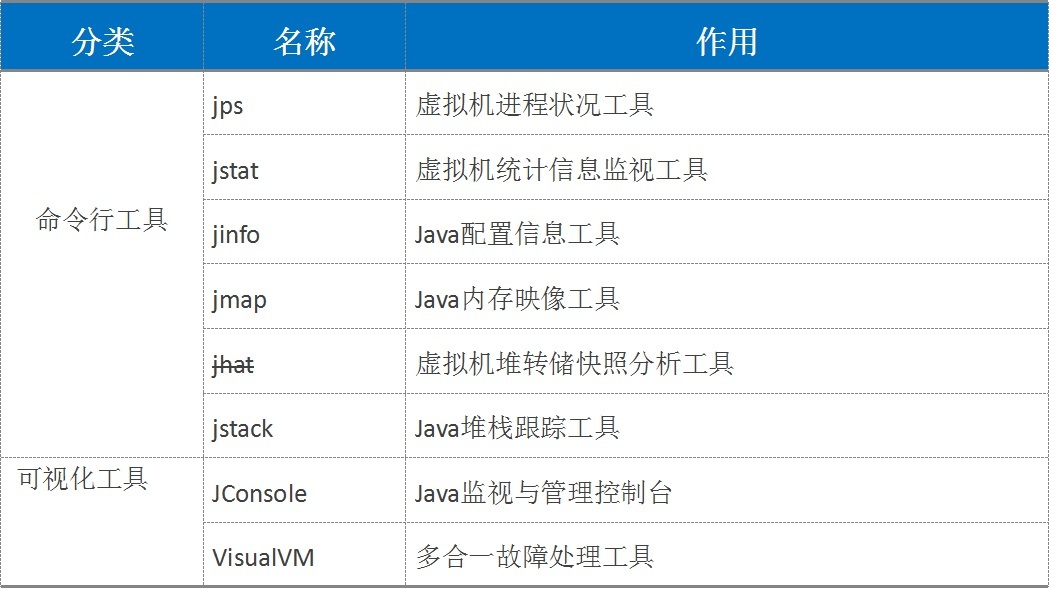 分类 名称 作用
jps 虚拟机进程状况工具
jstat 虚拟机统计信息监视工具
命令行工具
jinfo Java配置信息工具
jmap Java内存映像工具
jhat 虚拟机堆转储快照分析工具
jstack Java堆栈跟踪工具
可视化工具
JConsole Java监视与管理控制台
VisualVM 多合一故障处理工具